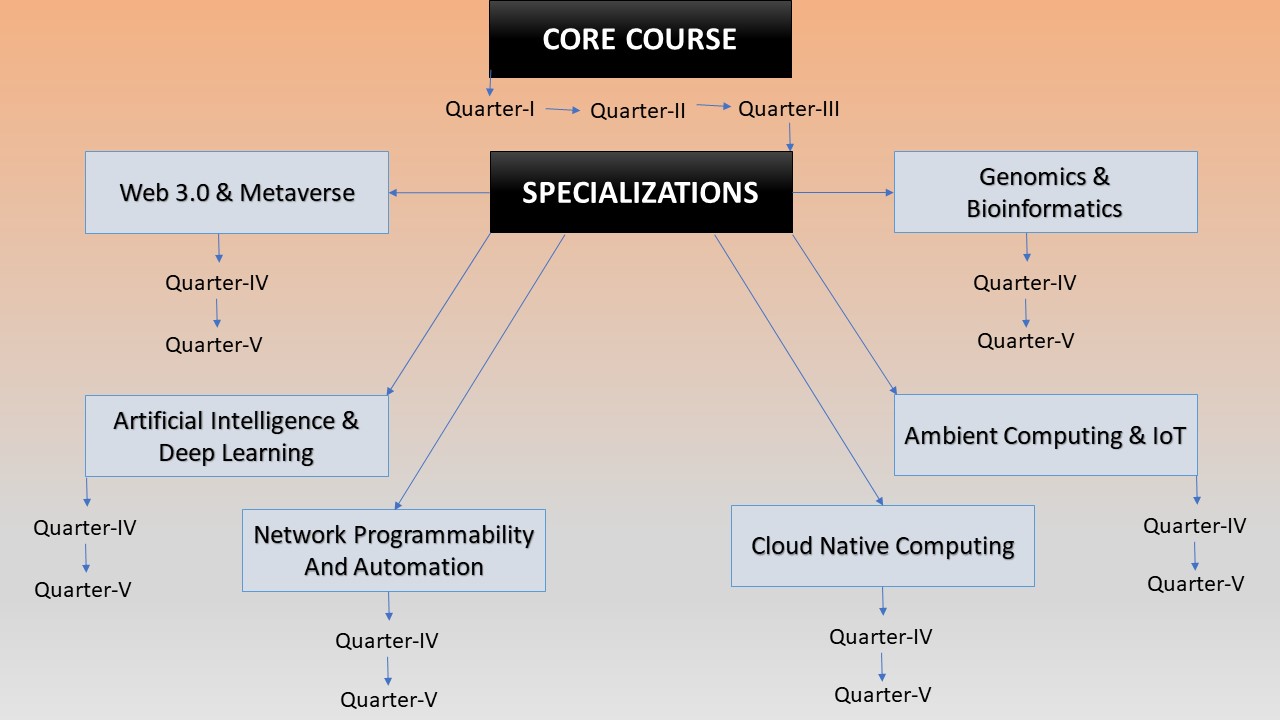 CORE COURSE
Quarter-I
Quarter-II
Quarter-III
SPECIALIZATIONS
Web 3.0 & Metaverse
Quarter-IV
Quarter-V
Genomics &
Bioinformatics
Quarter-IV
Quarter-V
Artificial Intelligence &
Deep Learning
Quarter-IV
Quarter-V
Network Programmability
And Automation
Quarter-IV
Quarter-V
Cloud Native Computing
Quarter-IV
Quarter-V
Ambient Computing & IoT
Quarter-IV
Quarter-V